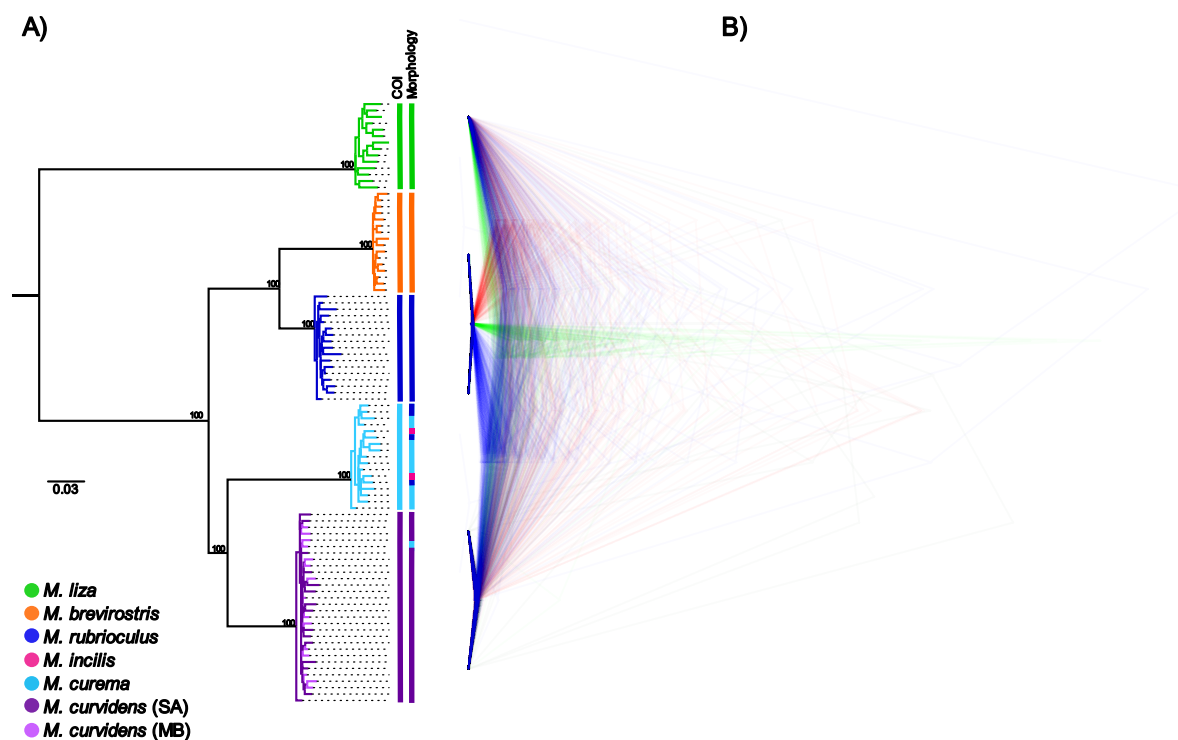 A)
B)
COI
Morphology
100
100
100
100
100
100
100
100
0.03
M. liza
M. brevirostris
M. rubrioculus
M. incilis
M. curema
M. curvidens (SA)
M. curvidens (MB)